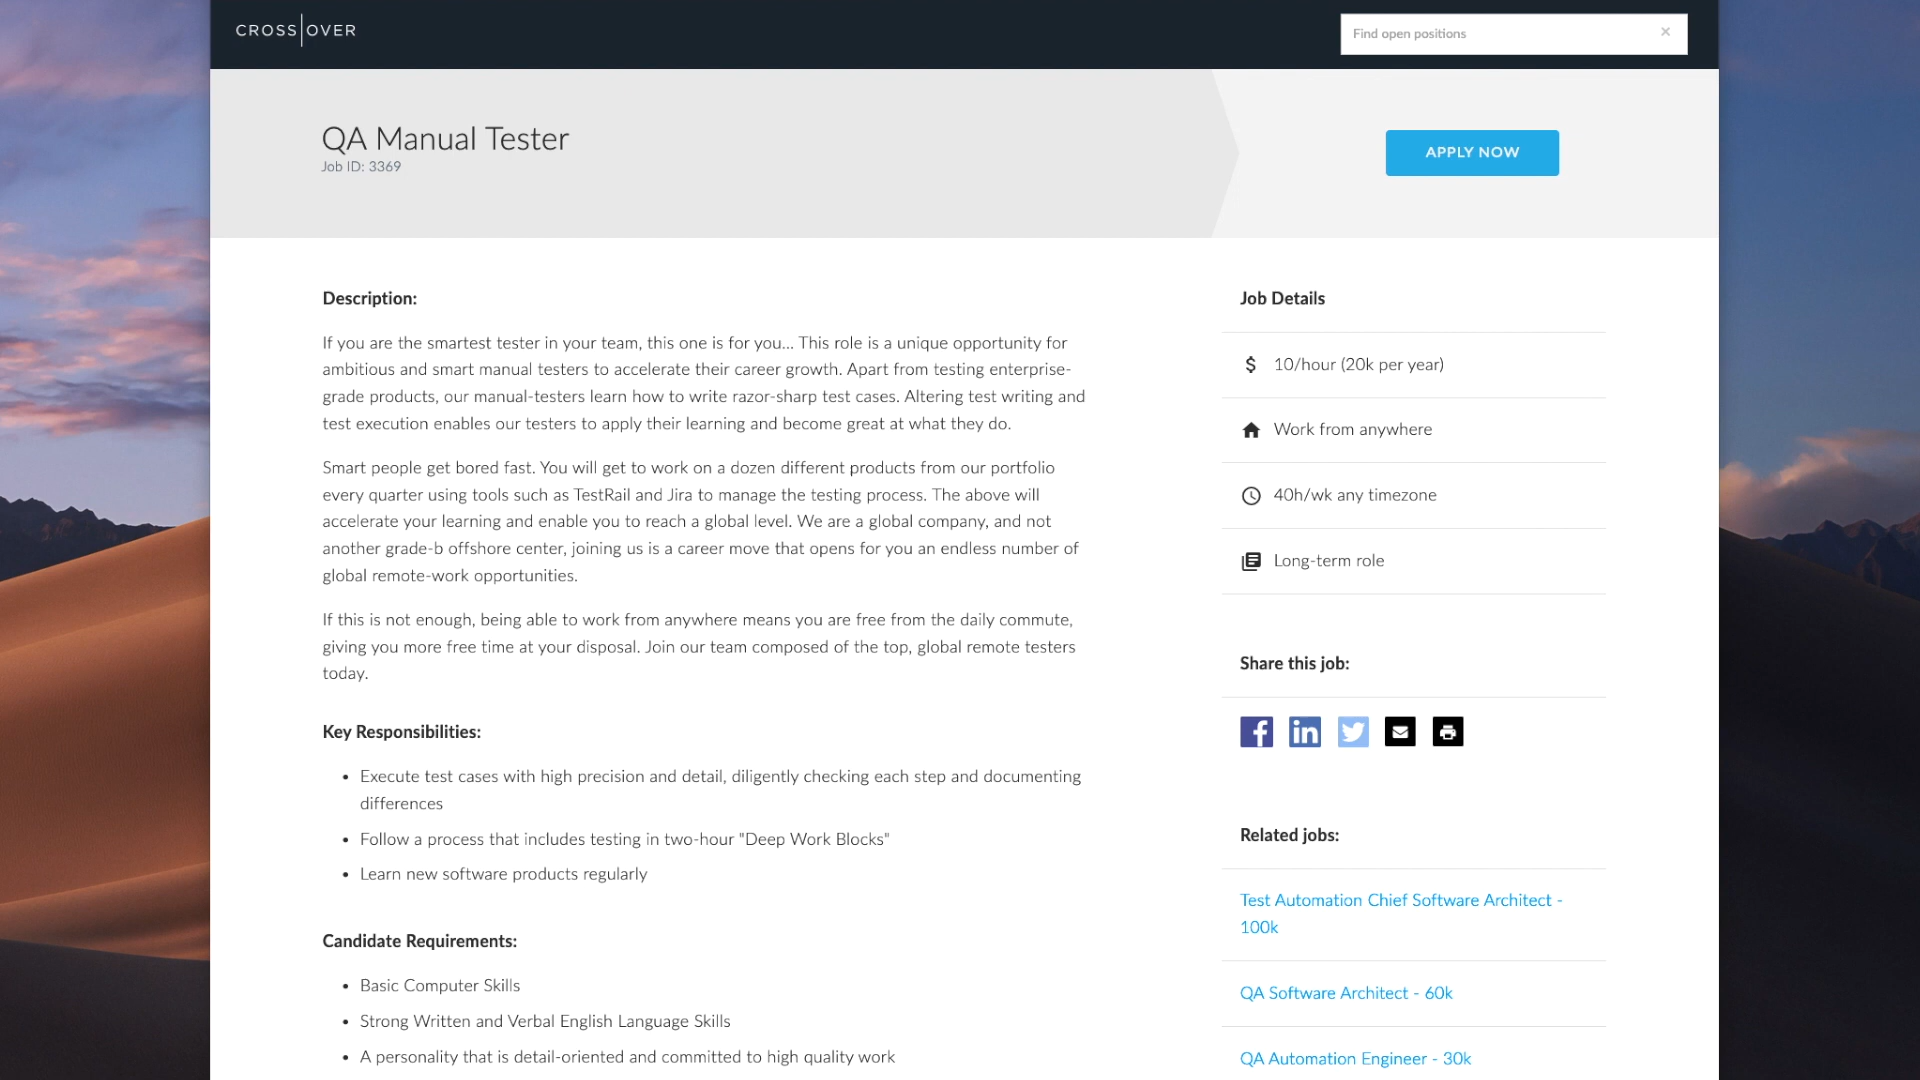 CROSS OVER
Find open positions
QA Manual Tester
Job ID: 3369
APPLY NOW
Description:
If you are the smartest tester in your team, this one is for you... This role is a unique opportunity for
ambitious and smart manual testers to accelerate their career growth. Apart from testing enterprise-
grade products, our manual-testers learn how to write razor-sharp test cases. Altering test writing and
test execution enables our testers to apply their learning and become great at what they do.
Smart people get bored fast. You will get to work on a dozen different products from our portfolio
every quarter using tools such as TestRail and Jira to manage the testing process. The above will
accelerate your learning and enable you to reach a global level. We are a global company, and not
another grade-b offshore center, joining us is a career move that opens for you an endless number of
global remote-work opportunities.
If this is not enough, being able to work from anywhere means you are free from the daily commute,
giving you more free time at your disposal. Join our team composed of the top, global remote testers
today.
Key Responsibilities:
• Execute test cases with high precision and detail, diligently checking each step and documenting
differences
• Follow a process that includes testing in two-hour "Deep Work Blocks"
• Learn new software products regularly
Candidate Requirements:
• Basic Computer Skills
• Strong Written and Verbal English Language Skills
• A personality that is detail-oriented and committed to high quality work
Job Details
$ 10/hour (20k per year)
Work from anywhere
40h/wk any timezone
Long-term role
Share this job:
Related jobs:
Test Automation Chief Software Architect -
100k
QA Software Architect - 60k
QA Automation Engineer - 30k